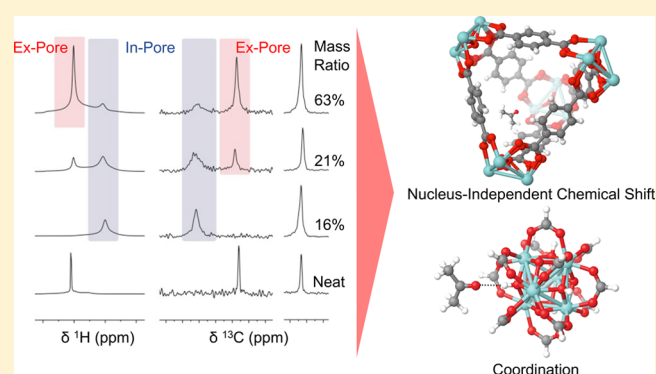 Ex-Pore
In-Pore
Ex-Pore
Mass
Ratio
63%
21%
16%
Neat
δ ¹H (ppm)
δ ¹³C (ppm)
Nucleus-Independent Chemical Shift
Coordination